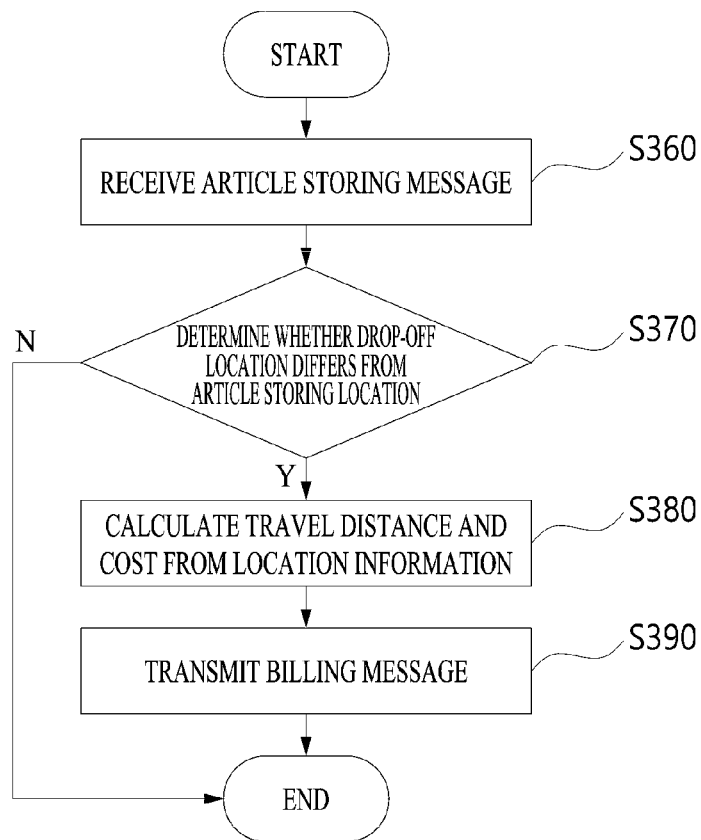 START
S360
RECEIVE ARTICLE STORING MESSAGE
S370
N
DETERMINE WHETHER DROP-OFF
LOCATION DIFFERS FROM
ARTICLE STORING LOCATION
Y
S380
CALCULATE TRAVEL DISTANCE AND
COST FROM LOCATION INFORMATION
S390
TRANSMIT BILLING MESSAGE
END